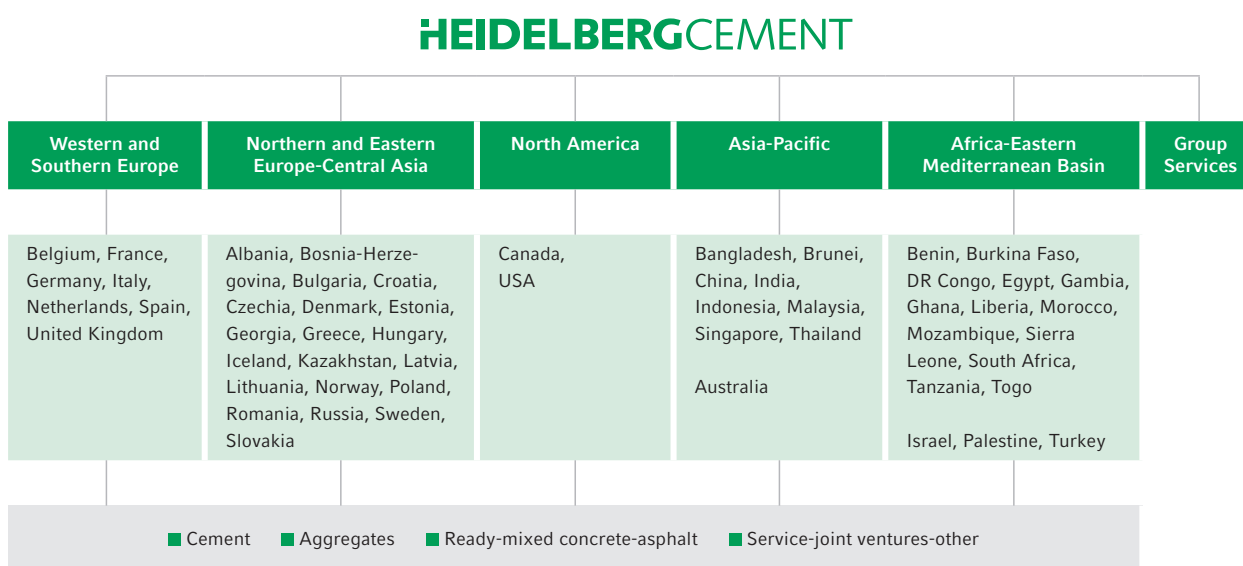 HEIDELBERGCEMENT
Western and
Southern Europe
Northern and Eastern
Europe-Central Asia
North America
Asia-Pacific
Africa-Eastern
Mediterranean Basin
Group
Services
Belgium, France,
Germany, Italy,
Netherlands, Spain,
United Kingdom
Albania, Bosnia-Herze-
govina, Bulgaria, Croatia,
Czechia, Denmark, Estonia,
Georgia, Greece, Hungary,
Iceland, Kazakhstan, Latvia,
Lithuania, Norway, Poland,
Romania, Russia, Sweden,
Slovakia
Canada,
USA
Bangladesh, Brunei,
China, India,
Indonesia, Malaysia,
Singapore, Thailand
Australia
Benin, Burkina Faso,
DR Congo, Egypt, Gambia,
Ghana, Liberia, Morocco,
Mozambique, Sierra
Leone, South Africa,
Tanzania, Togo
Israel, Palestine, Turkey
Cement Aggregates Ready-mixed concrete-asphalt Service-joint ventures-other